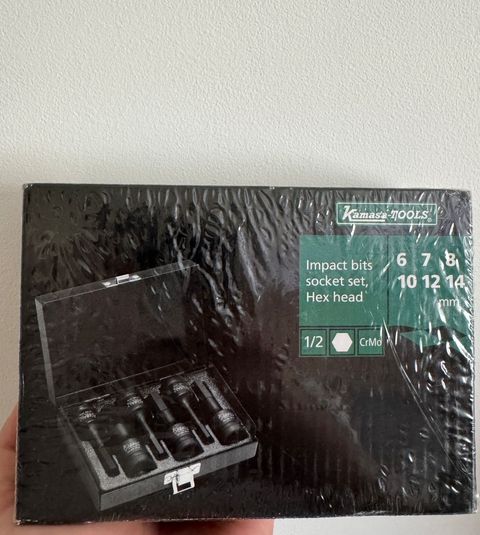 Kamasa-TOOLS
Impact bits
socket set,
Hex head
6 7 8
10 12 14
mm
1/2
CrMo